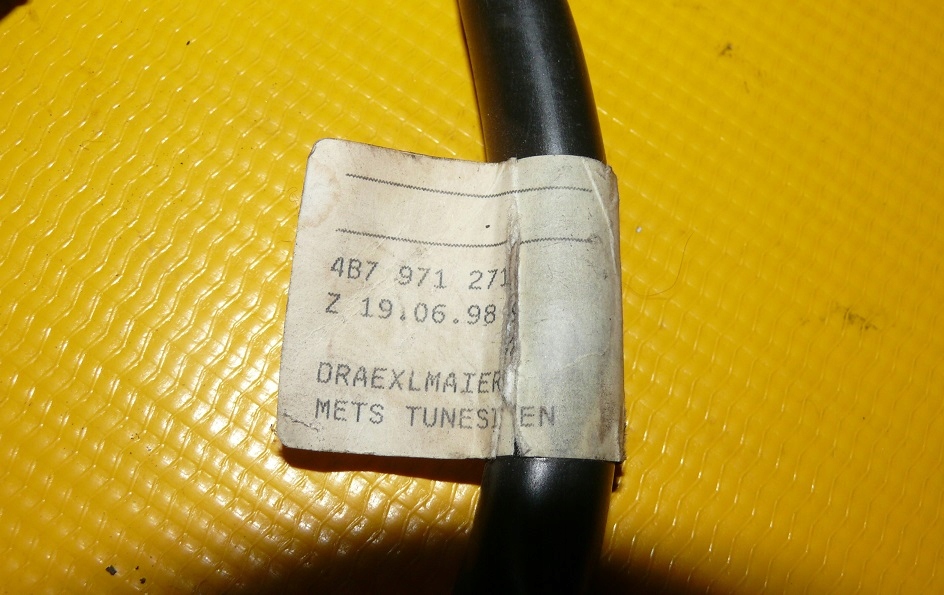 4B7 971 271
Z 19.06.98
DRAEXLMAIER
METS TUNESIEN